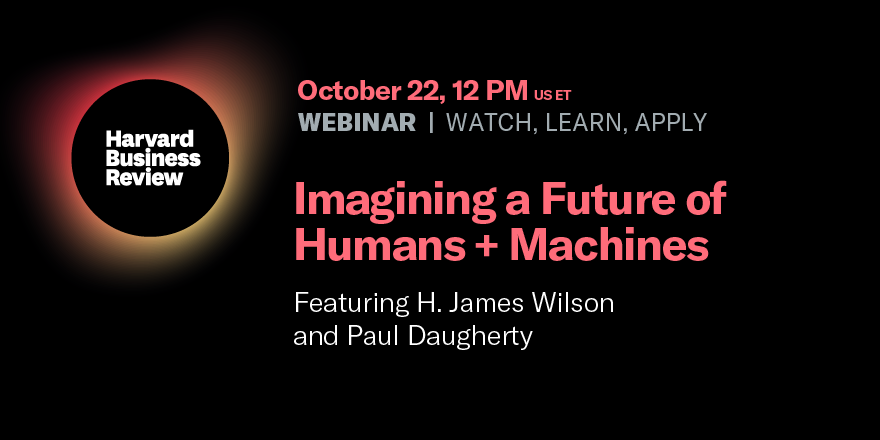 Harvard
Business
Review
October 22, 12 PM US ET
WEBINAR | WATCH, LEARN, APPLY
Imagining a Future of
Humans + Machines
Featuring H. James Wilson
and Paul Daugherty